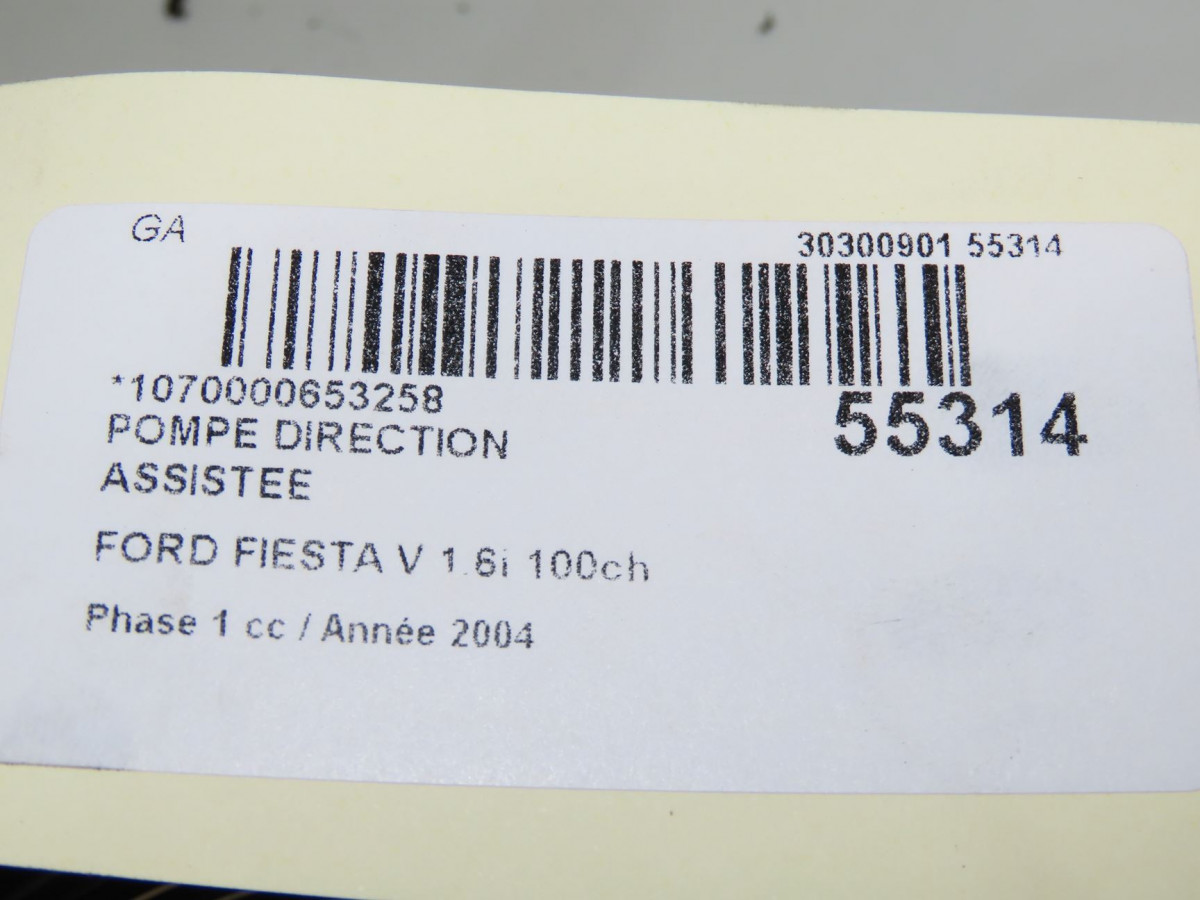 GA
30300901 55314
*1070000653258
55314
POMPE DIRECTION
ASSISTEE
FORD FIESTA V 1.6i 100ch
Phase 1 cc / Année 2004